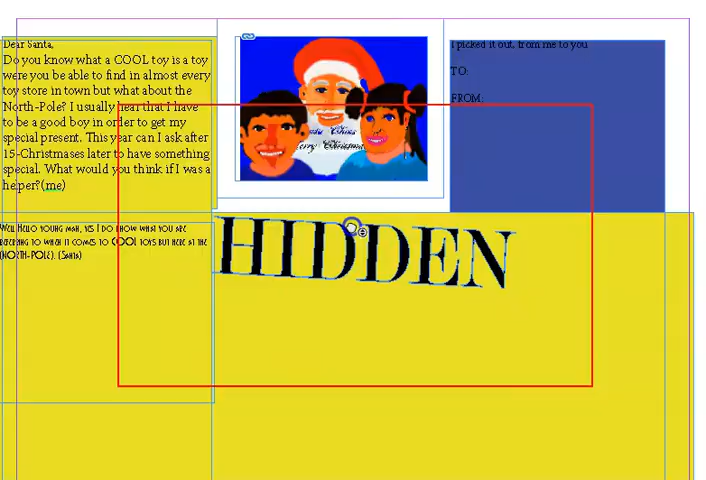 Dear Santa,
Do you know what a COOL toy is a toy
were you be able to find in almost every
toy store in town but what about the
North-Pole? I usually hear that I have
to be a good boy in order to get my
special present. This year can I ask after
15-Christmases later to have something
special. What would you think if I was a
helper?(me)
Well Hello young man, yes I do know what you are
refering to when it comes to COOL toys but here at the
(NORTH-POLE). (Santa)
HIDDEN
I picked it out, from me to you
TO:
FROM: